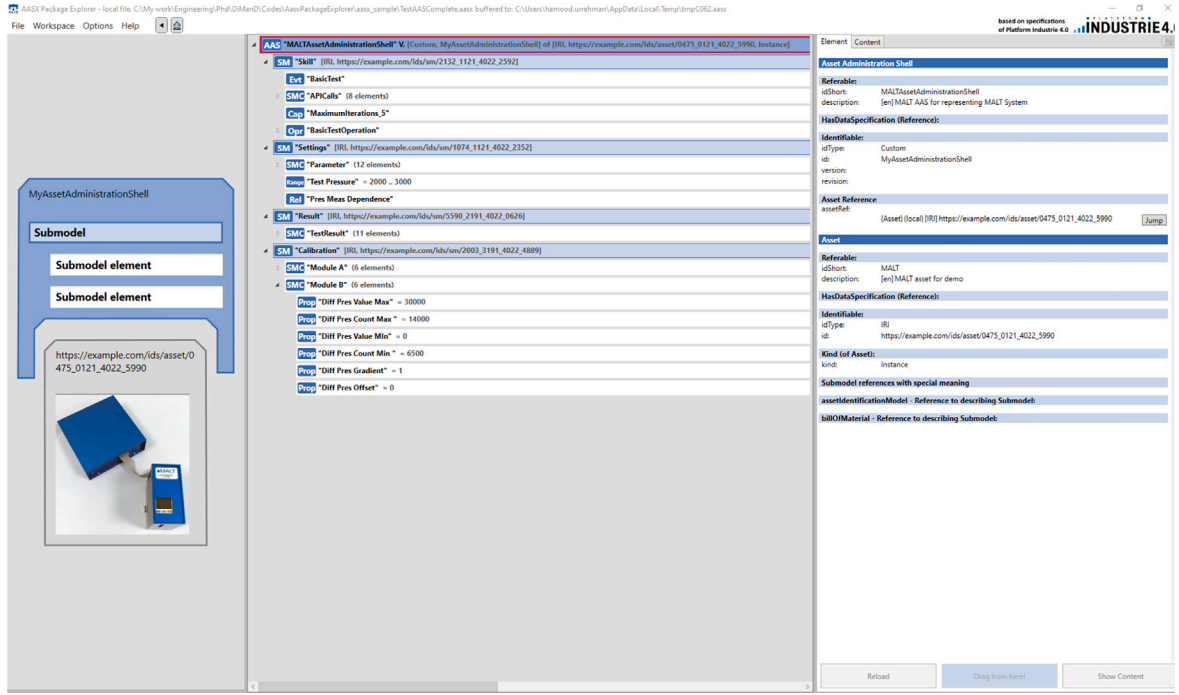 AASX Package Explorer - local file: C:\My work\Engineering\Phd\DiManD\Codes\AasxPackageExplorer\aasx_sample\TestAASComplete.aasx buffered to: C:\Users\hamood.urrehman\AppData\Local\Temp\tmpC062.aasx
File Workspace Options Help
based on specifications
of Platform Industrie 4.0
PLATTFORM
INDUSTRIE4.
MyAssetAdministrationShell
Submodel
Submodel element
Submodel element
https://example.com/ids/asset/0
475_0121_4022_5990
MALT
AAS "MALTAssetAdministrationShell" V. [Custom, MyAssetAdministrationShell] of [IRI, https://example.com/ids/asset/0475_0121_4022_5990, Instance]
SM "Skill" [IRI, https://example.com/ids/sm/2132_1121_4022_2592]
Evt "BasicTest"
SMC "APICalls" (8 elements)
Cap "MaximumIterations_5"
Opr "BasicTestOperation"
SM "Settings" [IRI, https://example.com/ids/sm/1074_1121_4022_2352]
SMC "Parameter" (12 elements)
Range "Test Pressure" = 2000 .. 3000
Rel "Pres Meas Dependence"
SM "Result" [IRI, https://example.com/ids/sm/5590_2191_4022_0626]
SMC "TestResult" (11 elements)
SM "Calibration" [IRI, https://example.com/ids/sm/2003_3191_4022_4889]
SMC "Module A" (6 elements)
SMC "Module B" (6 elements)
Prop "Diff Pres Value Max" = 30000
Prop "Diff Pres Count Max " = 14000
Prop "Diff Pres Value MIn" = 0
Prop "Diff Pres Count Min " = 6500
Prop "Diff Pres Gradient" = 1
Prop "Diff Pres Offset" = 0
Element Content
Asset Administration Shell
Referable:
idShort: MALTAssetAdministrationShell
description: [en] MALT AAS for representing MALT System
HasDataSpecification (Reference):
Identifiable:
idType: Custom
id: MyAssetAdministrationShell
version:
revision:
Asset Reference
assetRef:
(Asset) (local) [IRI] https://example.com/ids/asset/0475_0121_4022_5990 Jump
Asset
Referable:
idShort: MALT
description: [en] MALT asset for demo
HasDataSpecification (Reference):
Identifiable:
idType: IRI
id: https://example.com/ids/asset/0475_0121_4022_5990
Kind (of Asset):
kind: Instance
Submodel references with special meaning
assetIdentificationModel - Reference to describing Submodel:
billOfMaterial - Reference to describing Submodel:
Reload Drag from here! Show Content